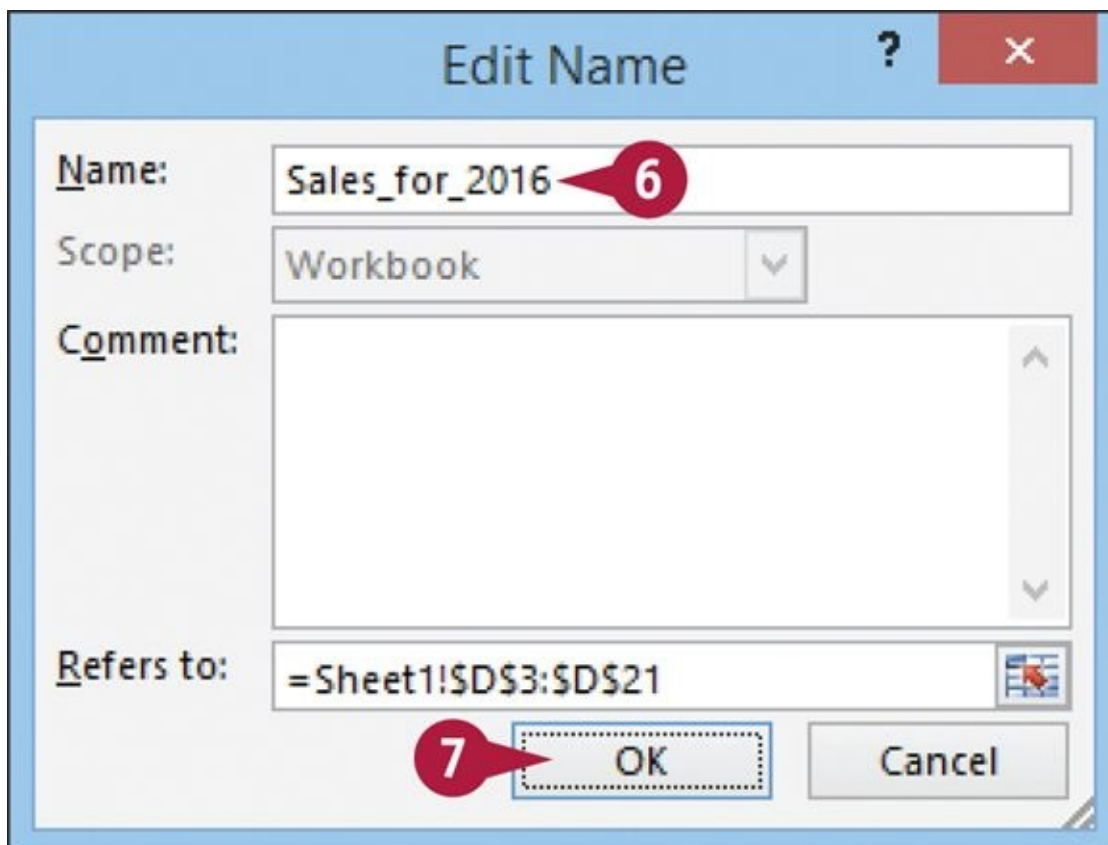 Edit Name
?
×
Name:
Sales_for_2016
6
Scope:
Workbook
Comment:
Refers to:
=Sheet1!$D$3:$D$21
7
OK
Cancel